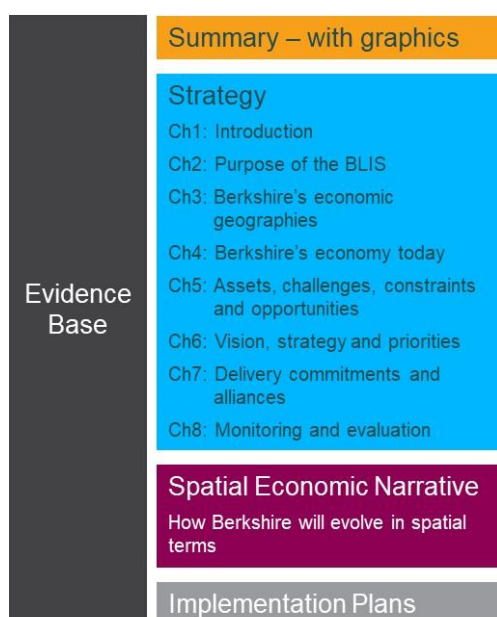 Evidence
Base
Summary – with graphics
Strategy
Ch1: Introduction
Ch2: Purpose of the BLIS
Ch3: Berkshire's economic
geographies
Ch4: Berkshire's economy today
Ch5: Assets, challenges, constraints
and opportunities
Ch6: Vision, strategy and priorities
Ch7: Delivery commitments and
alliances
Ch8: Monitoring and evaluation
Spatial Economic Narrative
How Berkshire will evolve in spatial
terms
Implementation Plans